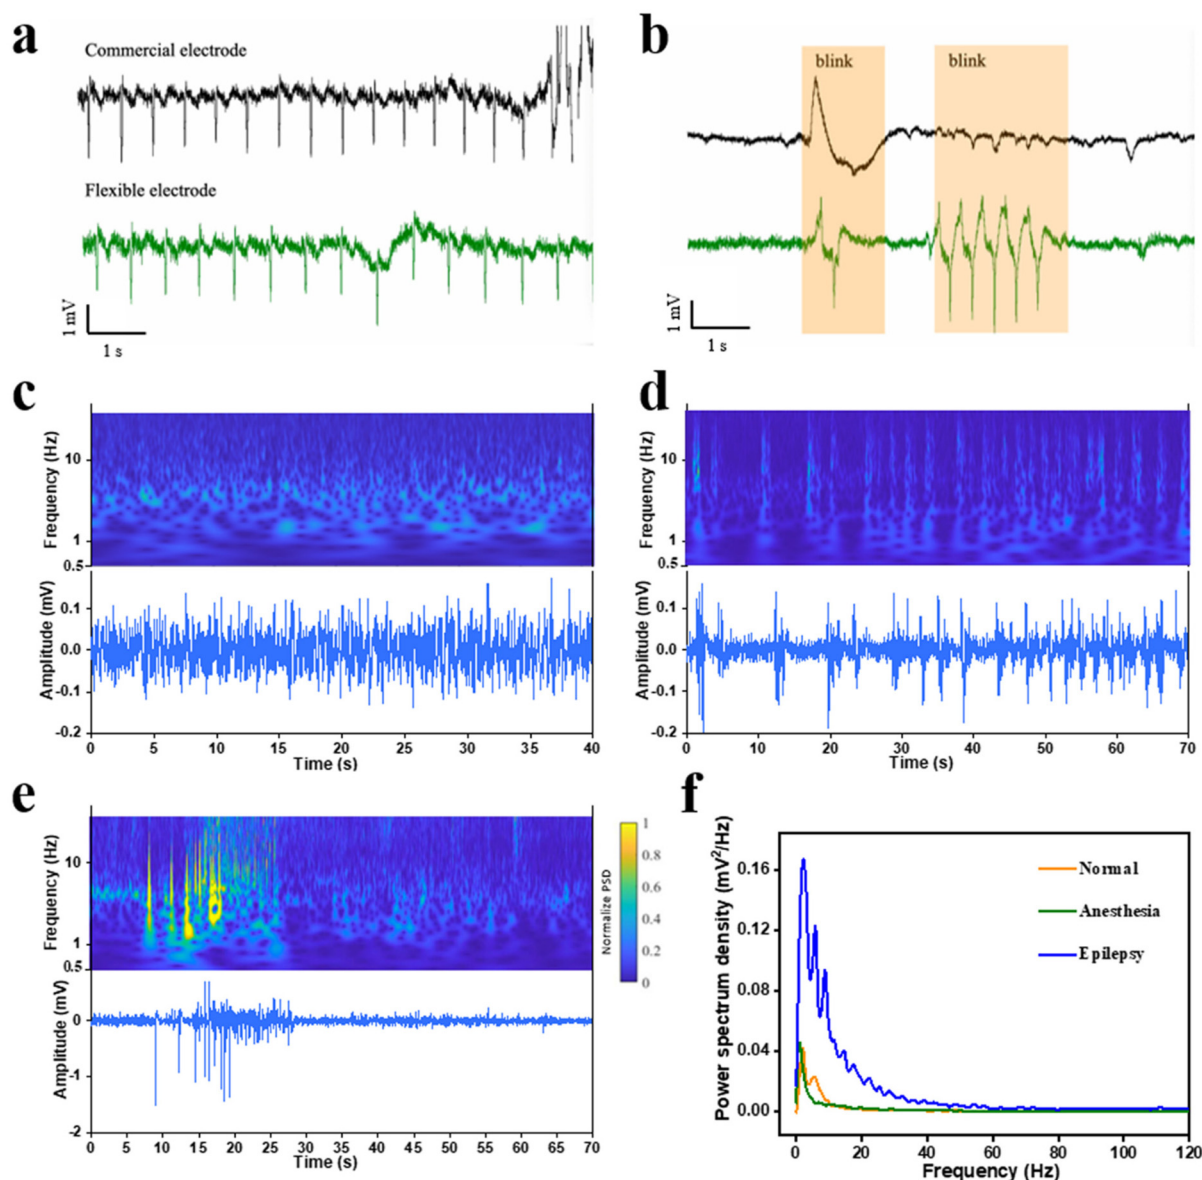 a
Commercial electrode
Flexible electrode
1 mV
1 s
b
blink
blink
1 mV
1 s
c
Frequency (Hz)
10
1
0.5
Amplitude (mV)
0.1
0.0
-0.1
-0.2
0 5 10 15 20 25 30 35 40
Time (s)
d
Frequency (Hz)
10
1
0.5
Amplitude (mV)
0.1
0.0
-0.1
-0.2
0 10 20 30 40 50 60 70
Time (s)
e
Frequency (Hz)
10
1
0.5
Normalize PSD
1
0.8
0.6
0.4
0.2
0
Amplitude (mV)
0
-1
-2
0 5 10 15 20 25 30 35 40 45 50 55 60 65 70
Time (s)
f
Power spectrum density (mV²/Hz)
0.16
0.12
0.08
0.04
0.00
Normal
Anesthesia
Epilepsy
0 20 40 60 80 100 120
Frequency (Hz)